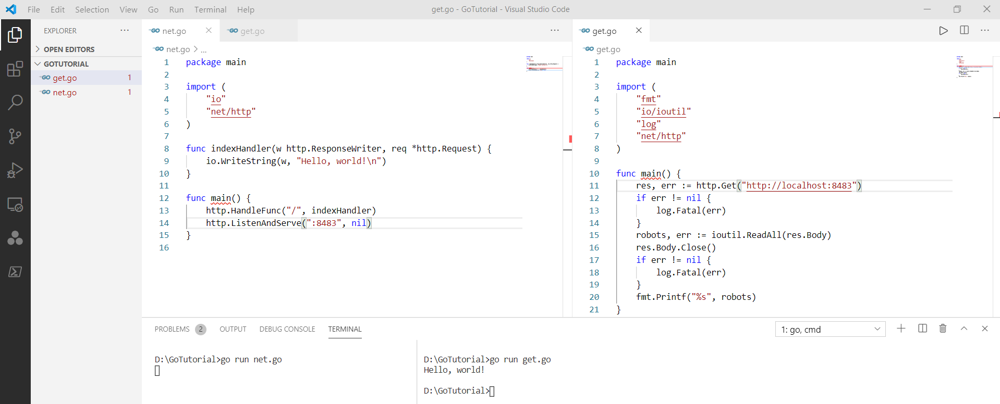 File Edit Selection View Go Run Terminal Help
get.go - GoTutorial - Visual Studio Code
EXPLORER
OPEN EDITORS
GOTUTORIAL
get.go 1
net.go 1
net.go
get.go
net.go > ...
1 package main
2
3 import (
4 "io"
5 "net/http"
6 )
7
8 func indexHandler(w http.ResponseWriter, req *http.Request) {
9 io.WriteString(w, "Hello, world!\n")
10 }
11
12 func main() {
13 http.HandleFunc("/", indexHandler)
14 http.ListenAndServe(":8483", nil)
15 }
16
get.go
get.go
1 package main
2
3 import (
4 "fmt"
5 "io/ioutil"
6 "log"
7 "net/http"
8 )
9
10 func main() {
11 res, err := http.Get("http://localhost:8483")
12 if err != nil {
13 log.Fatal(err)
14 }
15 robots, err := ioutil.ReadAll(res.Body)
16 res.Body.Close()
17 if err != nil {
18 log.Fatal(err)
19 }
20 fmt.Printf("%s", robots)
21 }
PROBLEMS 2 OUTPUT DEBUG CONSOLE TERMINAL
1: go, cmd
D:\GoTutorial>go run net.go
D:\GoTutorial>go run get.go
Hello, world!
D:\GoTutorial>